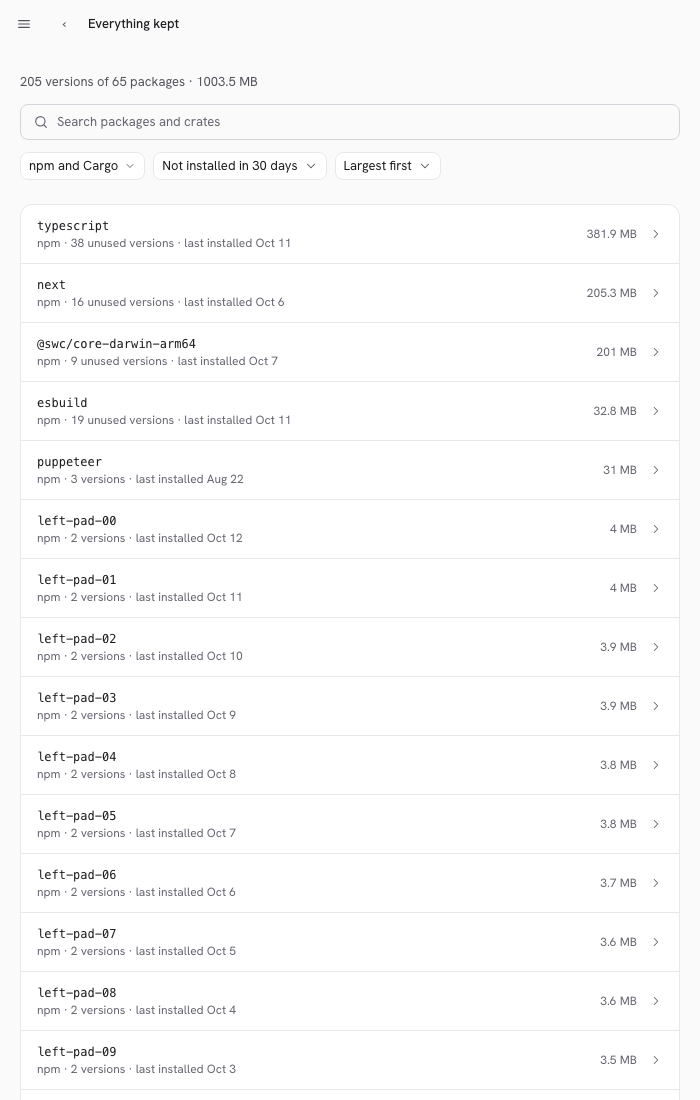 Everything kept
205 versions of 65 packages · 1003.5 MB
Search packages and crates
npm and Cargo
Not installed in 30 days
Largest first
typescript
npm · 38 unused versions · last installed Oct 11
381.9 MB
next
npm · 16 unused versions · last installed Oct 6
205.3 MB
@swc/core-darwin-arm64
npm · 9 unused versions · last installed Oct 7
201 MB
esbuild
npm · 19 unused versions · last installed Oct 11
32.8 MB
puppeteer
npm · 3 versions · last installed Aug 22
31 MB
left-pad-00
npm · 2 versions · last installed Oct 12
4 MB
left-pad-01
npm · 2 versions · last installed Oct 11
4 MB
left-pad-02
npm · 2 versions · last installed Oct 10
3.9 MB
left-pad-03
npm · 2 versions · last installed Oct 9
3.9 MB
left-pad-04
npm · 2 versions · last installed Oct 8
3.8 MB
left-pad-05
npm · 2 versions · last installed Oct 7
3.8 MB
left-pad-06
npm · 2 versions · last installed Oct 6
3.7 MB
left-pad-07
npm · 2 versions · last installed Oct 5
3.6 MB
left-pad-08
npm · 2 versions · last installed Oct 4
3.6 MB
left-pad-09
npm · 2 versions · last installed Oct 3
3.5 MB